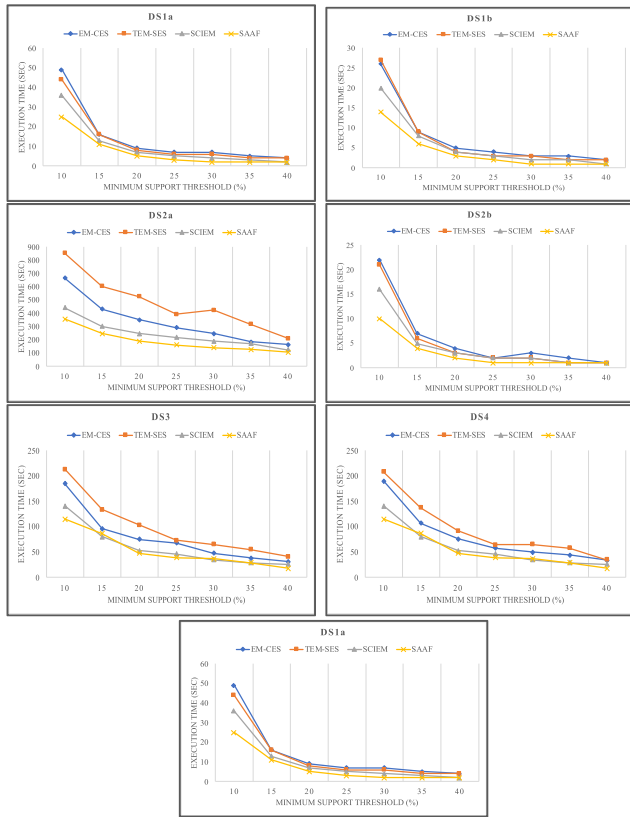 DS1a
EM-CES TEM-SES SCIEM SAAF
EXECUTION TIME (SEC)
60
50
40
30
20
10
0
10 15 20 25 30 35 40
MINIMUM SUPPORT THRESHOLD (%)
DS1b
EM-CES TEM-SES SCIEM SAAF
EXECUTION TIME (SEC)
30
25
20
15
10
5
0
10 15 20 25 30 35 40
MINIMUM SUPPORT THRESHOLD (%)
DS2a
EM-CES TEM-SES SCIEM SAAF
EXECUTION TIME (SEC)
900
800
700
600
500
400
300
200
100
0
10 15 20 25 30 35 40
MINIMUM SUPPORT THRESHOLD (%)
DS2b
EM-CES TEM-SES SCIEM SAAF
EXECUTION TIME (SEC)
25
20
15
10
5
0
10 15 20 25 30 35 40
MINIMUM SUPPORT THRESHOLD (%)
DS3
EM-CES TEM-SES SCIEM SAAF
EXECUTION TIME (SEC)
250
200
150
100
50
0
10 15 20 25 30 35 40
MINIMUM SUPPORT THRESHOLD (%)
DS4
EM-CES TEM-SES SCIEM SAAF
EXECUTION TIME (SEC)
250
200
150
100
50
0
10 15 20 25 30 35 40
MINIMUM SUPPORT THRESHOLD (%)
DS1a
EM-CES TEM-SES SCIEM SAAF
EXECUTION TIME (SEC)
60
50
40
30
20
10
0
10 15 20 25 30 35 40
MINIMUM SUPPORT THRESHOLD (%)